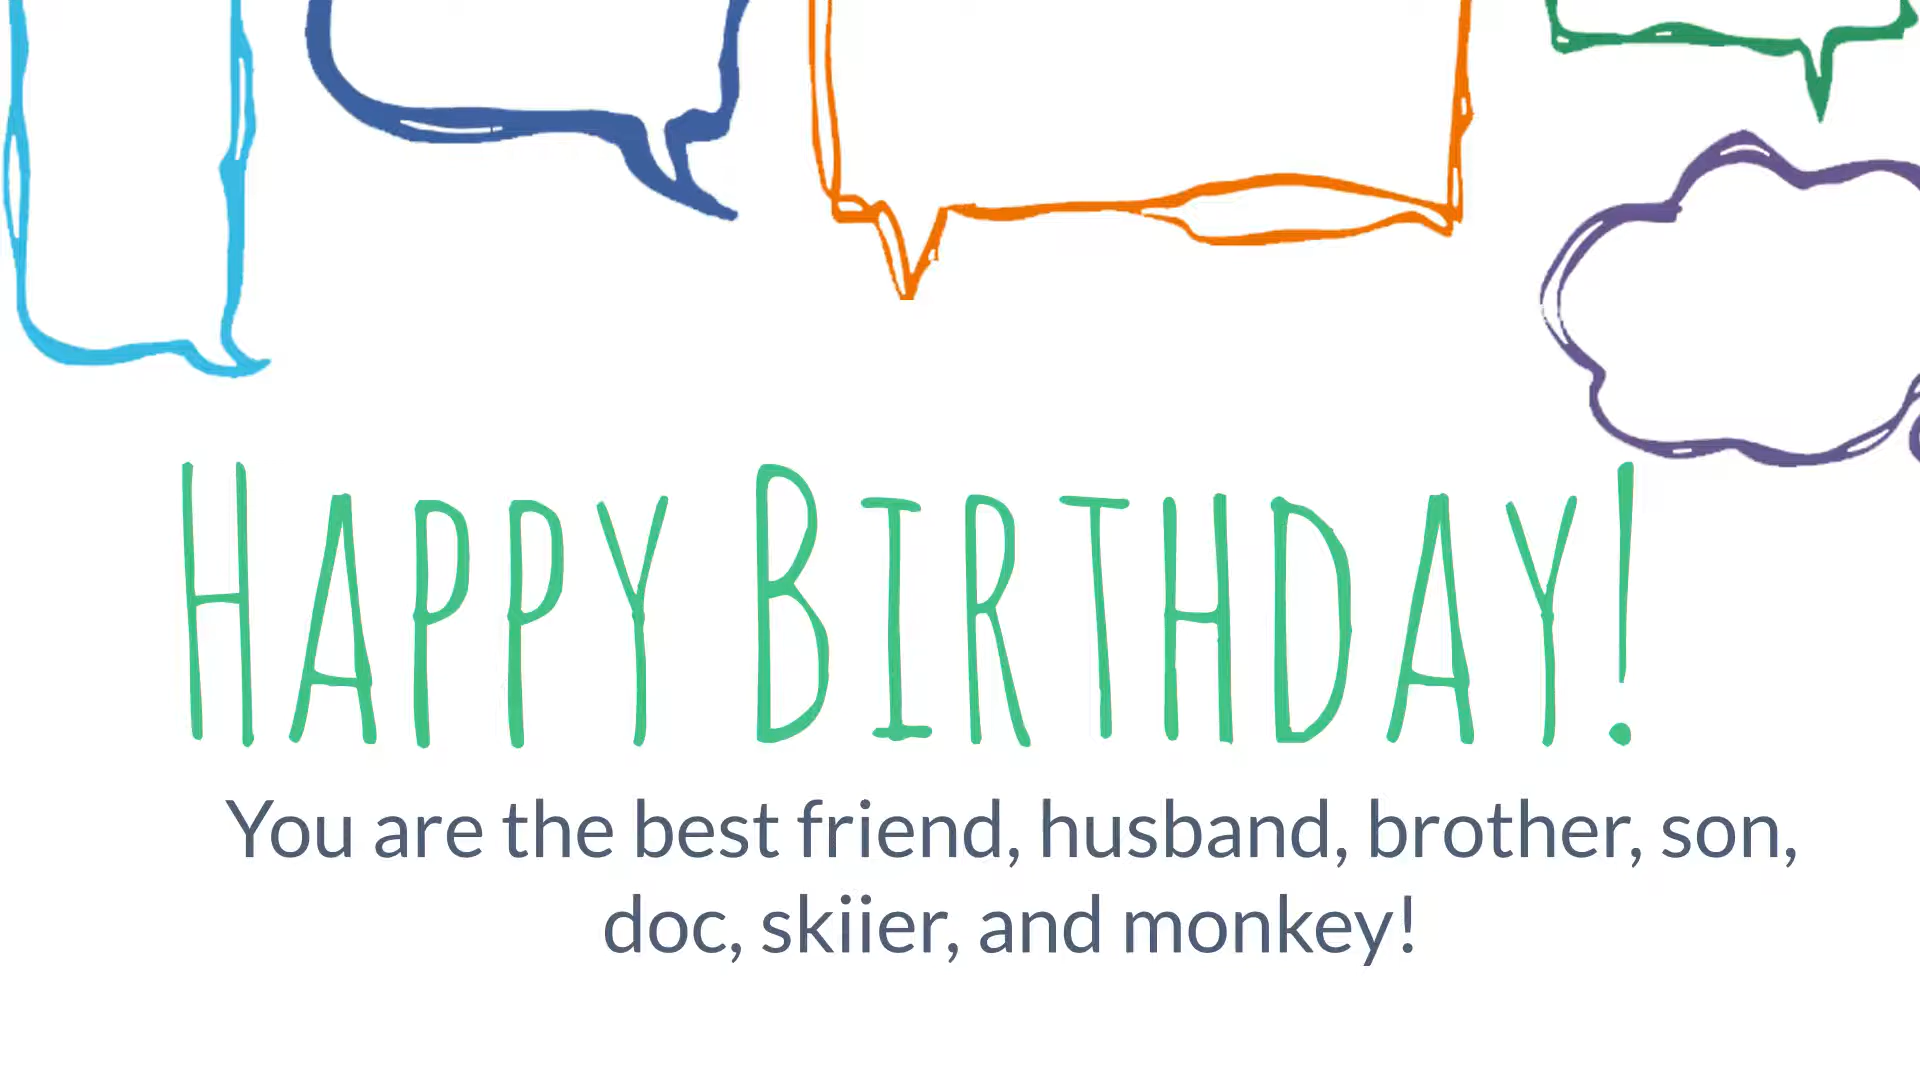 Happy Birthday!
You are the best friend, husband, brother, son,
doc, skiier, and monkey!